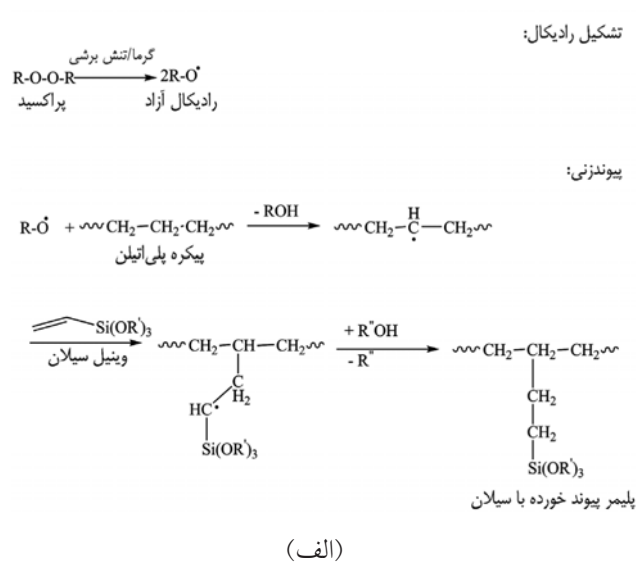 تشکیل رادیکال:
گرما/تنش برشی
R-O-O-R 2R-O•
پراکسید رادیکال آزاد
پیوندزنی:
R-O• + CH2-CH2·CH2 - ROH CH2-C-CH2
H
•
پیکره پلی‌اتیلن
Si(OR')3
وینیل سیلان
CH2-CH-CH2
C
H2
HC•
Si(OR')3
+ R"OH
- R"
CH2-CH2-CH2
CH2
CH2
Si(OR')3
پلیمر پیوند خورده با سیلان
(الف)